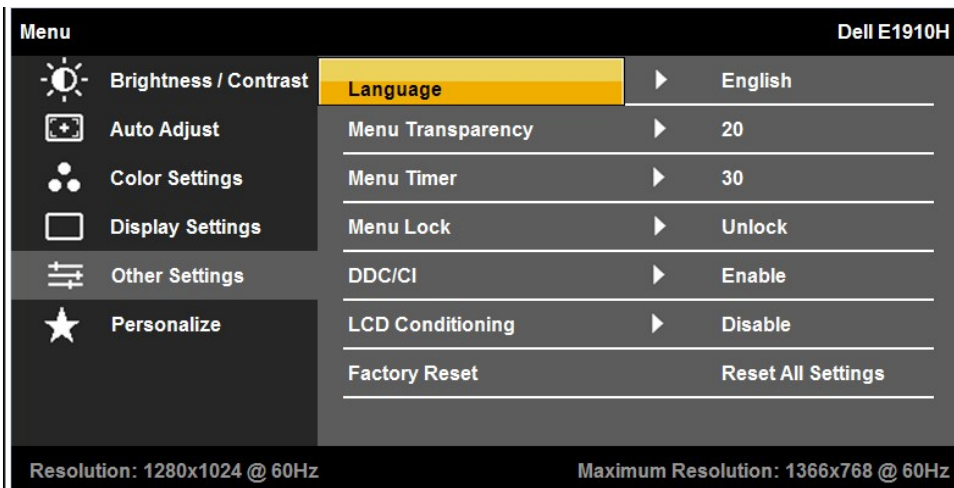 Menu Dell E1910H
Brightness / Contrast Language English
Auto Adjust Menu Transparency 20
Color Settings Menu Timer 30
Display Settings Menu Lock Unlock
Other Settings DDC/CI Enable
Personalize LCD Conditioning Disable
Factory Reset Reset All Settings
Resolution: 1280x1024 @ 60Hz Maximum Resolution: 1366x768 @ 60Hz